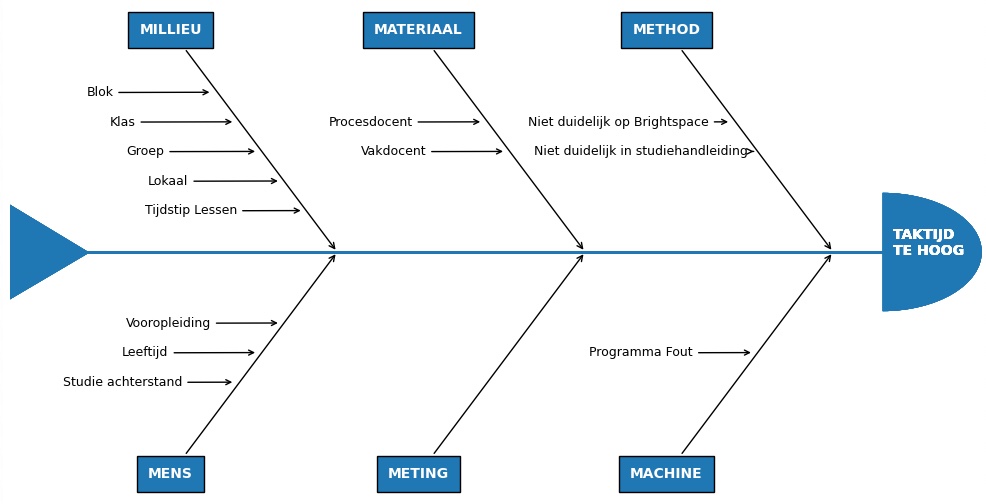 MILLIEU
MATERIAAL
METHOD
Blok
Klas
Groep
Lokaal
Tijdstip Lessen
Procesdocent
Vakdocent
Niet duidelijk op Brightspace
Niet duidelijk in studiehandleiding
TAKTIJD
TE HOOG
Vooropleiding
Leeftijd
Studie achterstand
Programma Fout
MENS
METING
MACHINE